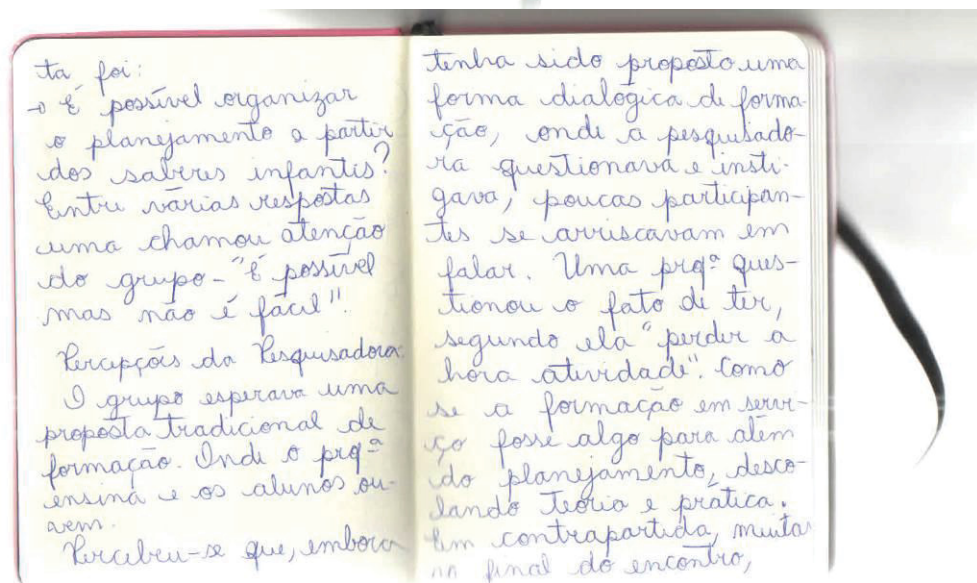 ta foi:
→ É possível organizar
o planejamento a partir
dos saberes infantis?
Entre várias respostas
uma chamou atenção
do grupo - "É possível
mas não é fácil".
Percepções da Pesquisadora:
O grupo esperava uma
proposta tradicional de
formação. Onde o profª
ensina e os alunos ou-
vem.
Percebeu-se que, embora
tenha sido proposto uma
forma dialógica de forma-
ção, onde a pesquisado-
ra questionava e insti-
gava, poucas participan-
tes se arriscavam em
falar. Uma profª ques-
tionou o fato de ter,
segundo ela "perder a
hora atividade". Como
se a formação em servi-
ço fosse algo para além
do planejamento, desco-
lando teoria e prática.
Em contrapartida, muitas
no final do encontro,